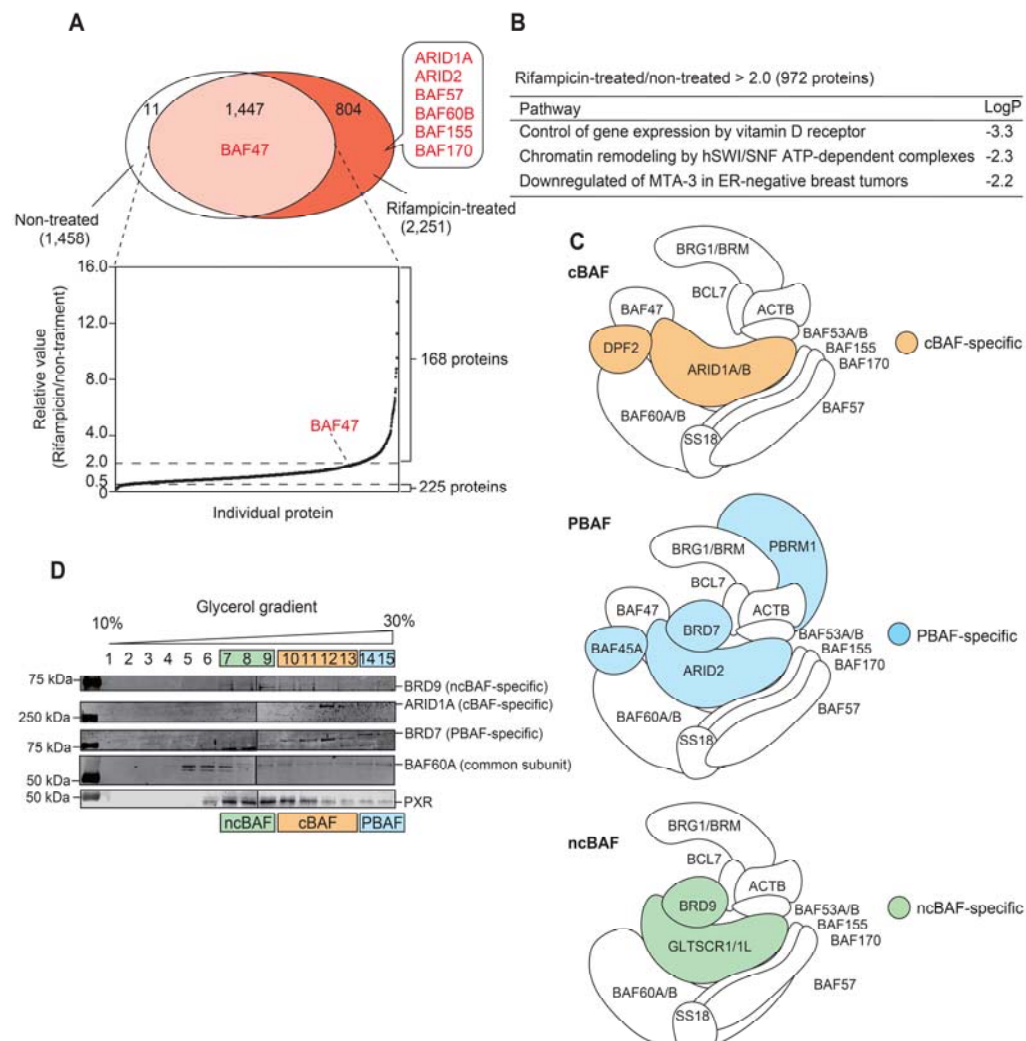 A
11
1,447
804
BAF47
ARID1A
ARID2
BAF57
BAF60B
BAF155
BAF170
Non-treated
(1,458)
Rifampicin-treated
(2,251)
Relative value
(Rifampicin/non-treatment)
16.0
12.0
8.0
4.0
2.0
0.5
0
BAF47
168 proteins
225 proteins
Individual protein
B
Rifampicin-treated/non-treated > 2.0 (972 proteins)
Pathway LogP
Control of gene expression by vitamin D receptor -3.3
Chromatin remodeling by hSWI/SNF ATP-dependent complexes -2.3
Downregulated of MTA-3 in ER-negative breast tumors -2.2
C
cBAF
BRG1/BRM
BCL7
ACTB
BAF47
DPF2
ARID1A/B
BAF53A/B
BAF155
BAF170
BAF57
BAF60A/B
SS18
cBAF-specific
PBAF
PBRM1
BRG1/BRM
BCL7
ACTB
BAF47
BRD7
BAF45A
ARID2
BAF53A/B
BAF155
BAF170
BAF57
BAF60A/B
SS18
PBAF-specific
ncBAF
BRG1/BRM
BCL7
ACTB
BRD9
GLTSCR1/1L
BAF53A/B
BAF155
BAF170
BAF57
BAF60A/B
SS18
ncBAF-specific
D
Glycerol gradient
10% 30%
1 2 3 4 5 6 7 8 9 10 11 12 13 14 15
75 kDa BRD9 (ncBAF-specific)
250 kDa ARID1A (cBAF-specific)
75 kDa BRD7 (PBAF-specific)
50 kDa BAF60A (common subunit)
50 kDa PXR
ncBAF cBAF PBAF